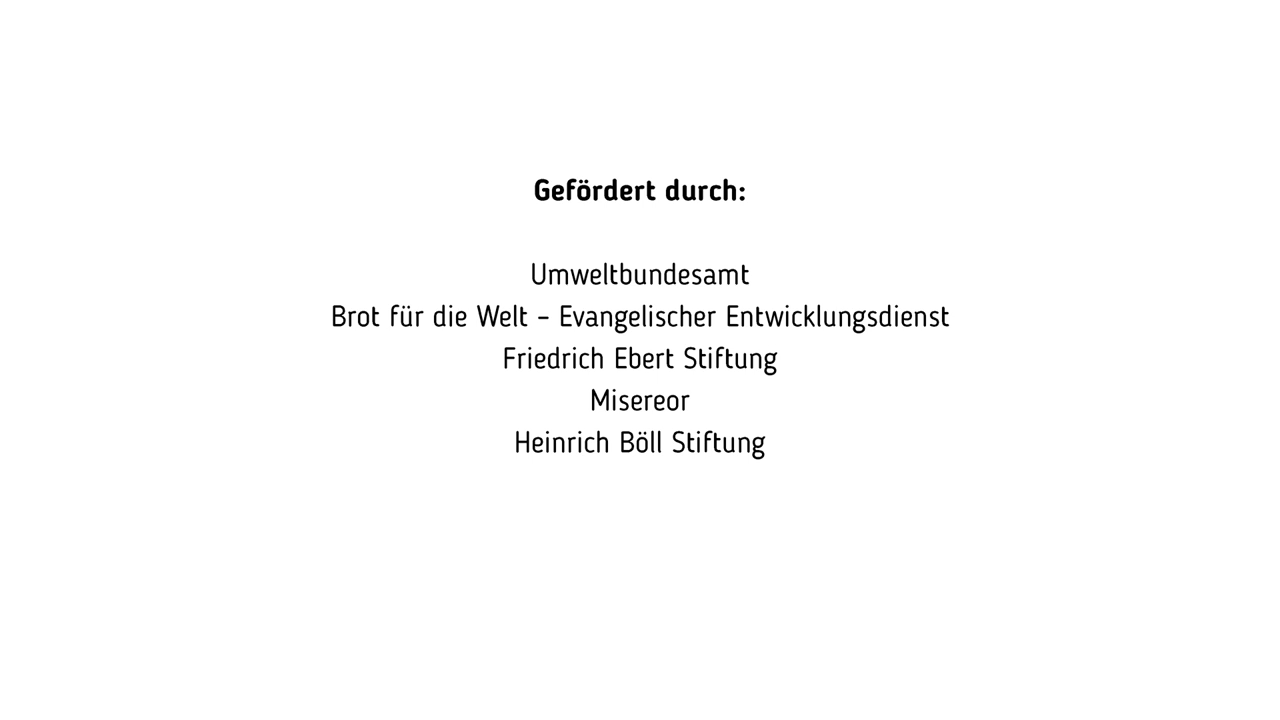 Gefördert durch:
Umweltbundesamt
Brot für die Welt – Evangelischer Entwicklungsdienst
Friedrich Ebert Stiftung
Misereor
Heinrich Böll Stiftung